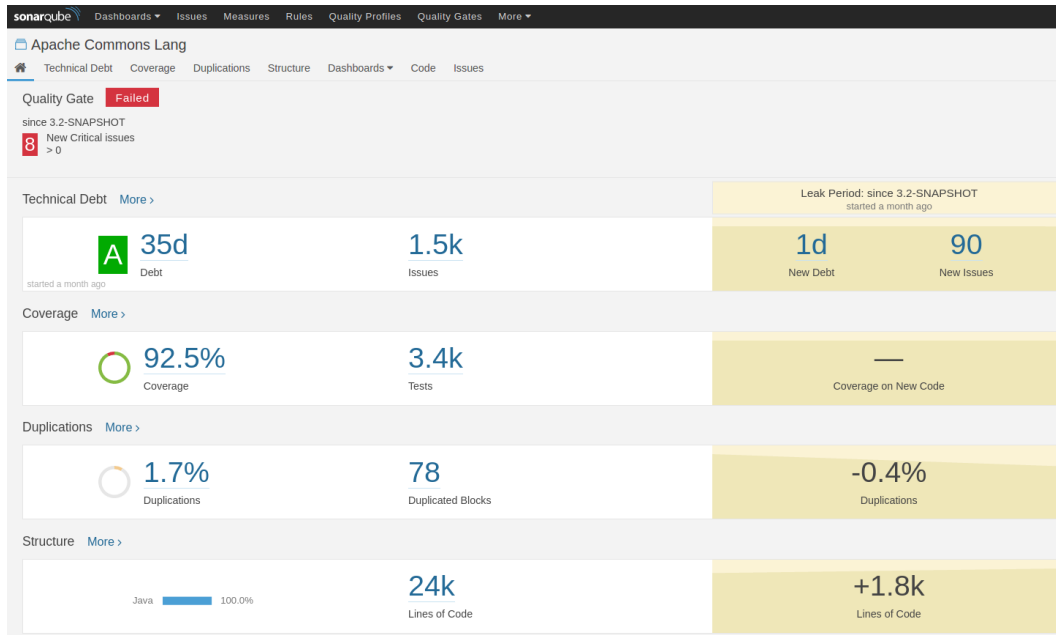 sonarqube Dashboards Issues Measures Rules Quality Profiles Quality Gates More
Apache Commons Lang
Technical Debt Coverage Duplications Structure Dashboards Code Issues
Quality Gate Failed
since 3.2-SNAPSHOT
8 New Critical issues
> 0
Technical Debt More ›
Leak Period: since 3.2-SNAPSHOT
started a month ago
A 35d 1.5k 1d 90
Debt Issues New Debt New Issues
started a month ago
Coverage More ›
92.5% 3.4k —
Coverage Tests Coverage on New Code
Duplications More ›
1.7% 78 -0.4%
Duplications Duplicated Blocks Duplications
Structure More ›
24k +1.8k
Java 100.0%
Lines of Code Lines of Code